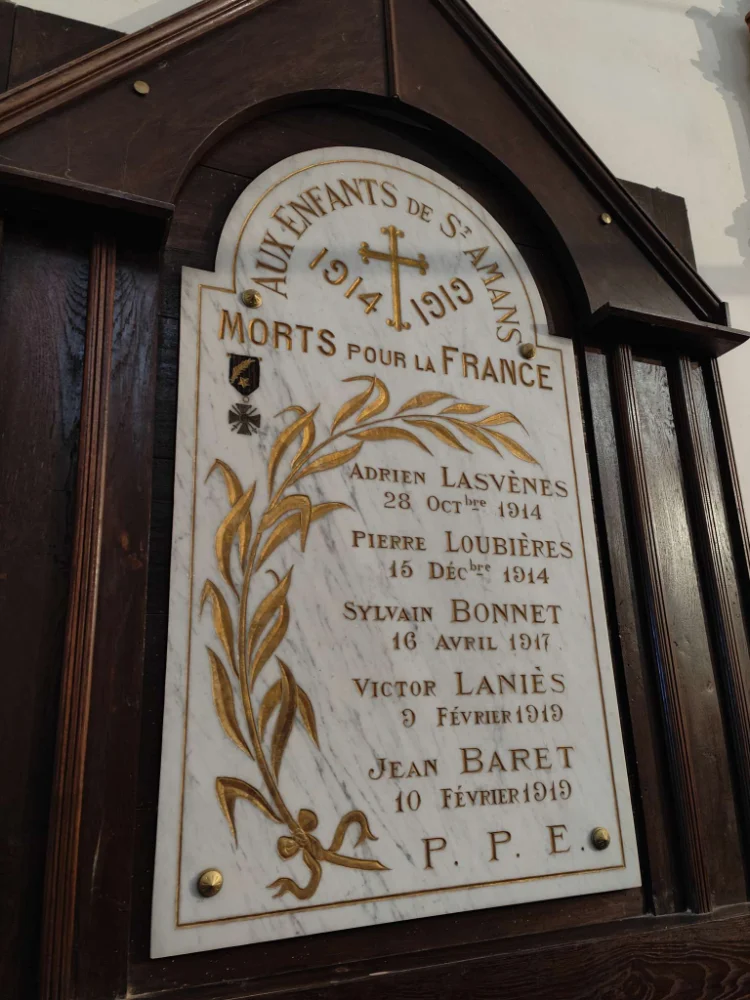 AUX ENFANTS DE Sᵗ AMANS
1914 1919
MORTS POUR LA FRANCE
ADRIEN LASVÈNES
28 OCTbre 1914
PIERRE LOUBIÈRES
15 DÉCbre 1914
SYLVAIN BONNET
16 AVRIL 1917
VICTOR LANIÈS
9 FÉVRIER 1919
JEAN BARET
10 FÉVRIER 1919
P. P. E.